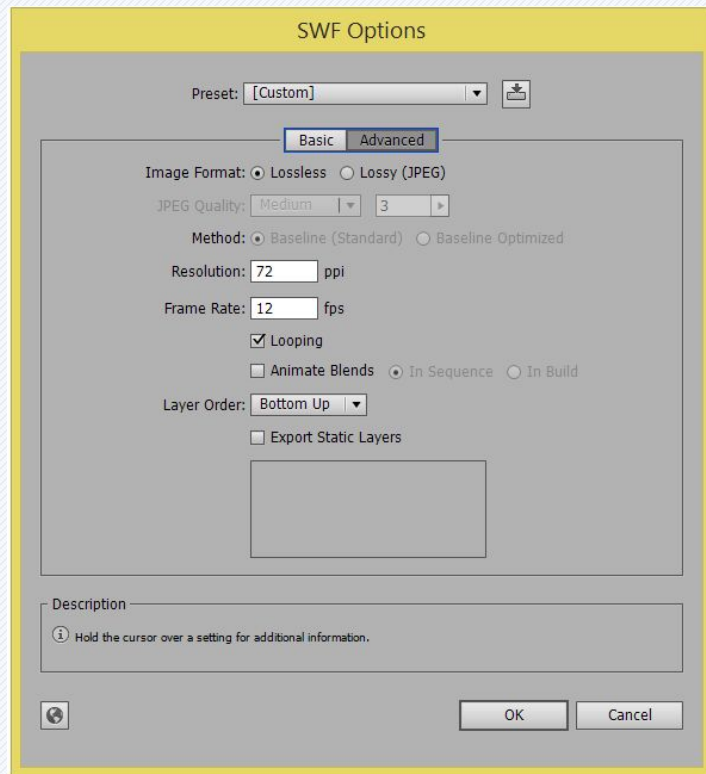 SWF Options
Preset: [Custom]
Basic Advanced
Image Format: Lossless Lossy (JPEG)
JPEG Quality: Medium 3
Method: Baseline (Standard) Baseline Optimized
Resolution: 72 ppi
Frame Rate: 12 fps
Looping
Animate Blends In Sequence In Build
Layer Order: Bottom Up
Export Static Layers
Description
Hold the cursor over a setting for additional information.
OK Cancel